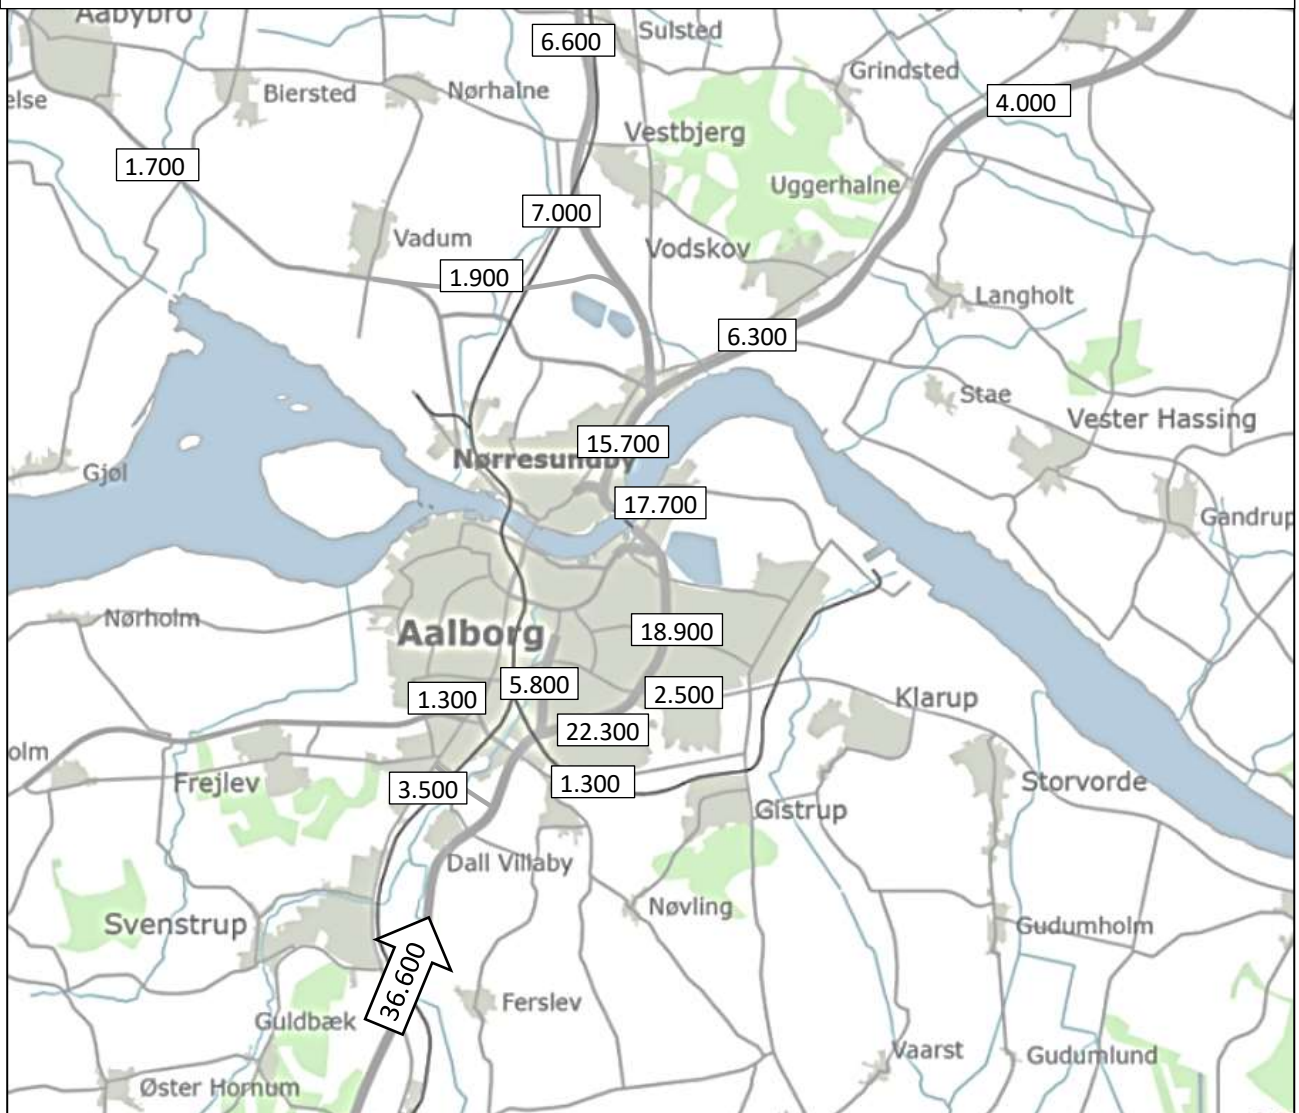 Aabybro
6.600
Sulsted
Grindsted
else
Biersted
Nørhalne
4.000
Vestbjerg
1.700
Uggerhalne
7.000
Vadum
Vodskov
1.900
Langholt
6.300
Stae
Vester Hassing
15.700
Nørresundby
Gjøl
17.700
Gandrup
Nørholm
Aalborg
18.900
5.800
1.300
2.500
Klarup
22.300
olm
Frejlev
3.500
1.300
Storvorde
Gistrup
Dall Villaby
Svenstrup
Nøvling
Gudumholm
36.600
Ferslev
Guldbæk
Vaarst
Gudumlund
Øster Hornum